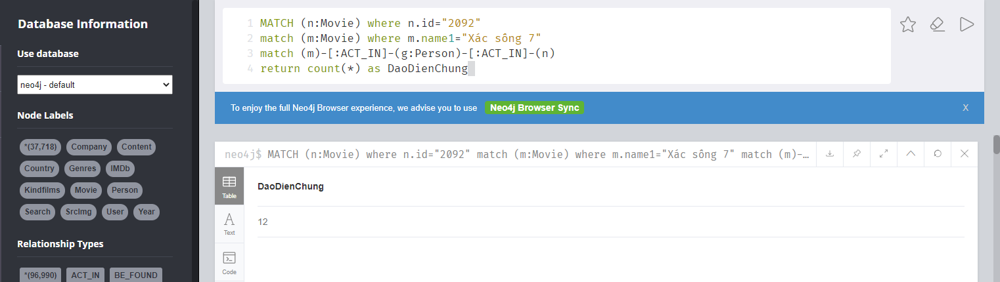 Database Information
Use database
neo4j - default
Node Labels
*(37,718) Company Content
Country Genres IMDb
Kindfilms Movie Person
Search SrcImg User Year
Relationship Types
*(96,990) ACT_IN BE_FOUND
1 MATCH (n:Movie) where n.id="2092"
2 match (m:Movie) where m.name1="Xác sống 7"
3 match (m)-[:ACT_IN]-(g:Person)-[:ACT_IN]-(n)
4 return count(*) as DaoDienChung
To enjoy the full Neo4j Browser experience, we advise you to use Neo4j Browser Sync X
neo4j$ MATCH (n:Movie) where n.id="2092" match (m:Movie) where m.name1="Xác sống 7" match (m)-…
Table
Text
Code
DaoDienChung
12